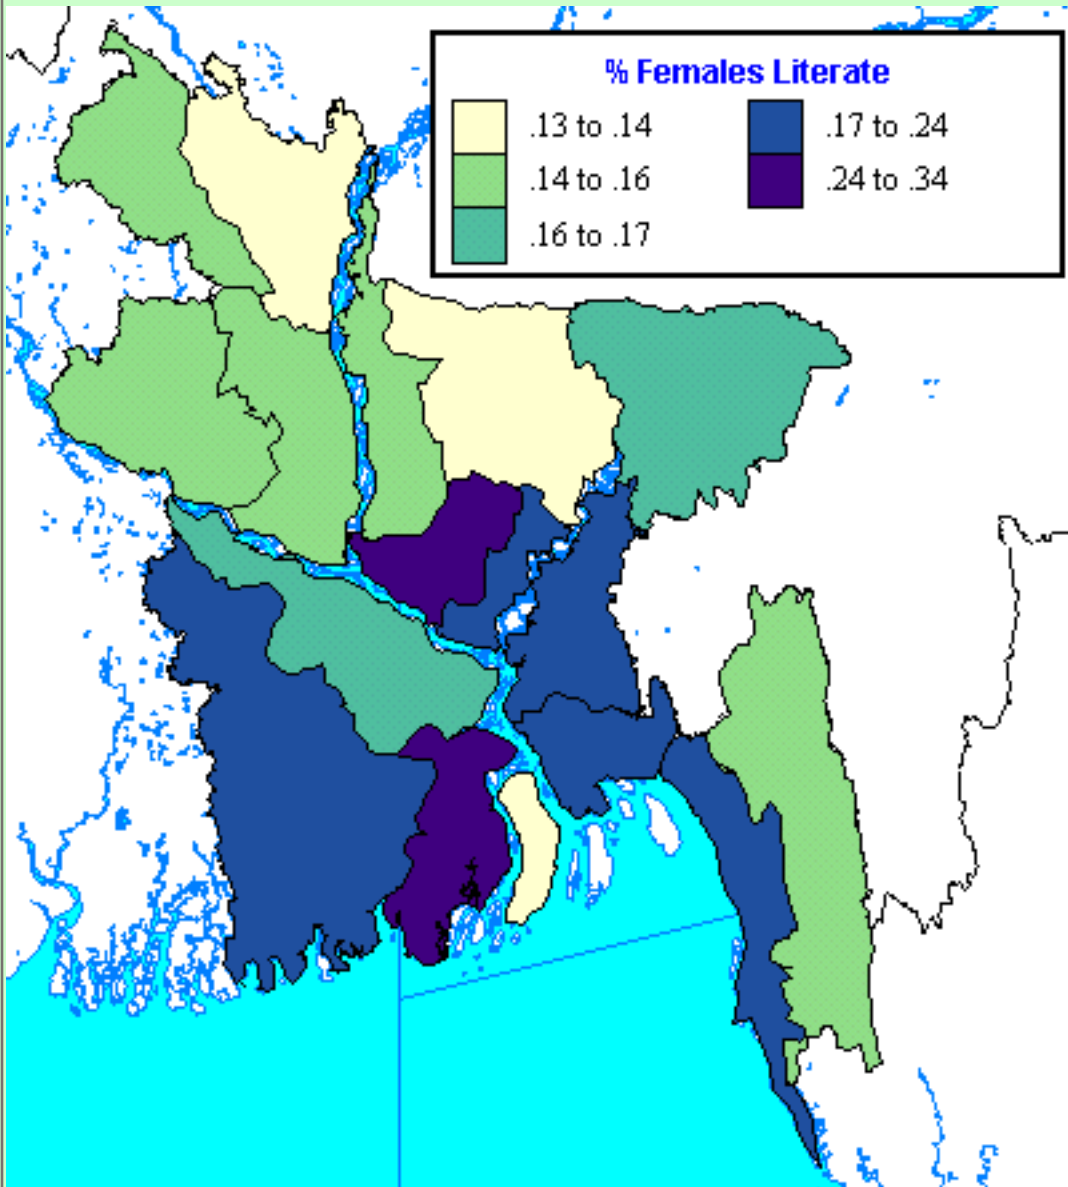 % Females Literate
.13 to .14
.14 to .16
.16 to .17
.17 to .24
.24 to .34